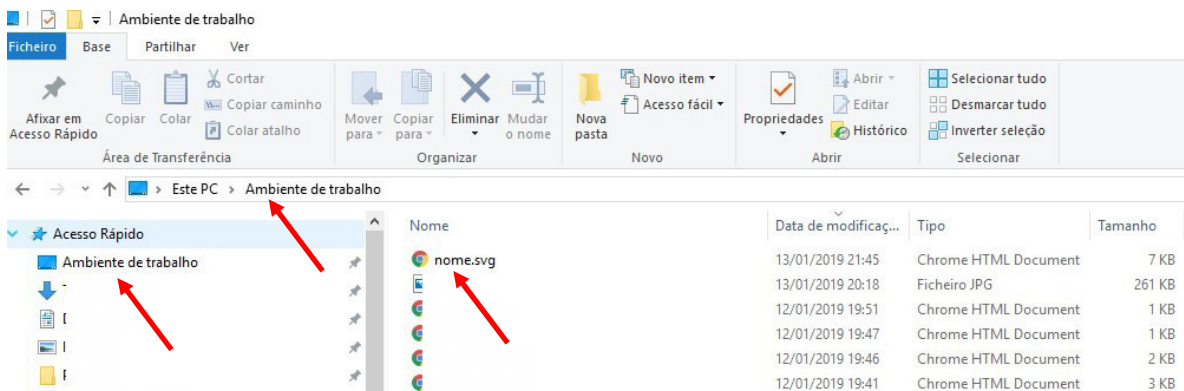 Ambiente de trabalho
Ficheiro Base Partilhar Ver
Afixar em Acesso Rápido
Copiar
Colar
Cortar
Copiar caminho
Colar atalho
Área de Transferência
Mover para
Copiar para
Eliminar
Mudar o nome
Organizar
Nova pasta
Novo item
Acesso fácil
Novo
Propriedades
Abrir
Editar
Histórico
Abrir
Selecionar tudo
Desmarcar tudo
Inverter seleção
Selecionar
Este PC > Ambiente de trabalho
Acesso Rápido
Ambiente de trabalho
Nome Data de modificaç... Tipo Tamanho
nome.svg 13/01/2019 21:45 Chrome HTML Document 7 KB
13/01/2019 20:18 Ficheiro JPG 261 KB
12/01/2019 19:51 Chrome HTML Document 1 KB
12/01/2019 19:47 Chrome HTML Document 1 KB
12/01/2019 19:46 Chrome HTML Document 2 KB
12/01/2019 19:41 Chrome HTML Document 3 KB